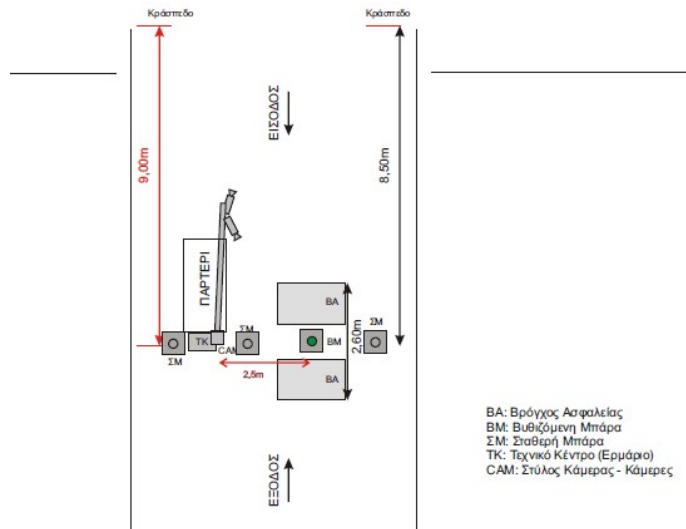 Κράσπεδο
Κράσπεδο
ΕΙΣΟΔΟΣ
9,00m
8,50m
ΠΑΡΤΕΡΙ
ΒΑ
ΣΜ
ΣΜ
ΤΚ
ΒΜ
2,60m
CAM
ΣΜ
2,5m
ΒΑ
ΕΞΟΔΟΣ
ΒΑ: Βρόγχος Ασφαλείας
ΒΜ: Βυθιζόμενη Μπάρα
ΣΜ: Σταθερή Μπάρα
ΤΚ: Τεχνικό Κέντρο (Ερμάριο)
CAM: Στύλος Κάμερας - Κάμερες